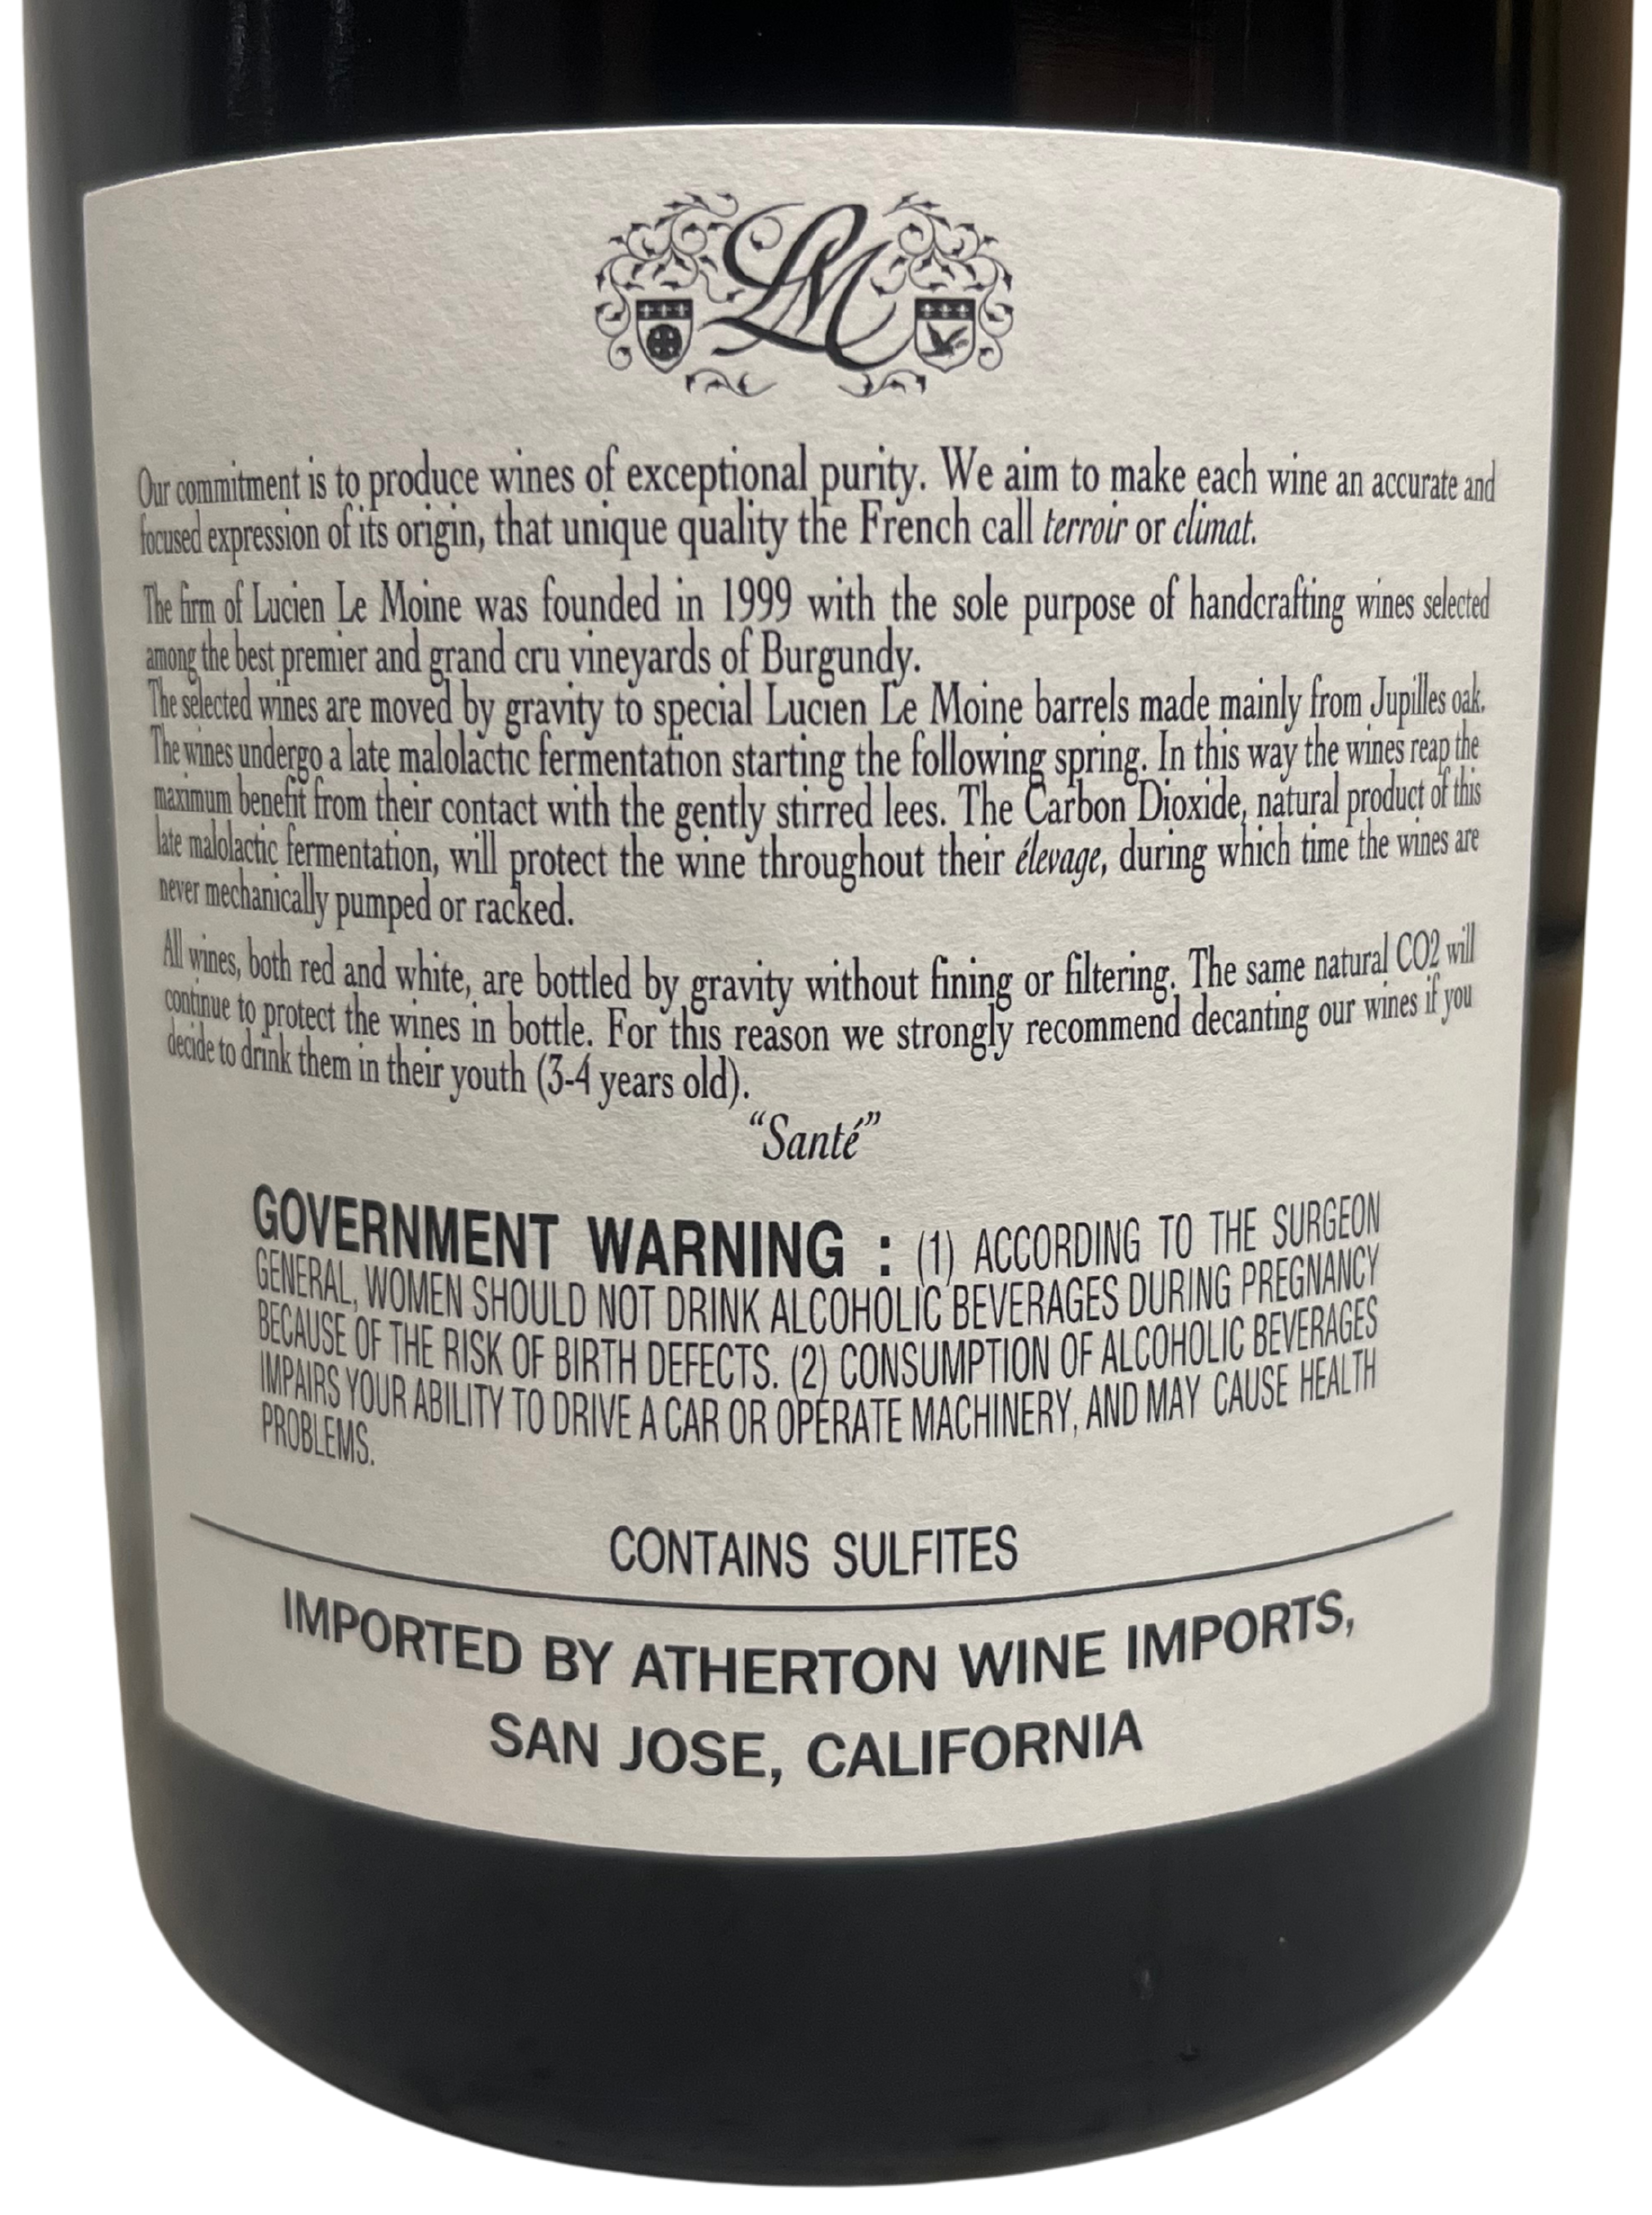 LM
Our commitment is to produce wines of exceptional purity. We aim to make each wine an accurate and
focused expression of its origin, that unique quality the French call terroir or climat.
The firm of Lucien Le Moine was founded in 1999 with the sole purpose of handcrafting wines selected
among the best premier and grand cru vineyards of Burgundy.
The selected wines are moved by gravity to special Lucien Le Moine barrels made mainly from Jupilles oak.
The wines undergo a late malolactic fermentation starting the following spring. In this way the wines reap the
maximum benefit from their contact with the gently stirred lees. The Carbon Dioxide, natural product of this
late malolactic fermentation, will protect the wine throughout their élevage, during which time the wines are
never mechanically pumped or racked.
All wines, both red and white, are bottled by gravity without fining or filtering. The same natural CO2 will
continue to protect the wines in bottle. For this reason we strongly recommend decanting our wines if you
decide to drink them in their youth (3-4 years old).
“Santé”
GOVERNMENT WARNING : (1) ACCORDING TO THE SURGEON
GENERAL, WOMEN SHOULD NOT DRINK ALCOHOLIC BEVERAGES DURING PREGNANCY
BECAUSE OF THE RISK OF BIRTH DEFECTS. (2) CONSUMPTION OF ALCOHOLIC BEVERAGES
IMPAIRS YOUR ABILITY TO DRIVE A CAR OR OPERATE MACHINERY, AND MAY CAUSE HEALTH
PROBLEMS.
CONTAINS SULFITES
IMPORTED BY ATHERTON WINE IMPORTS,
SAN JOSE, CALIFORNIA